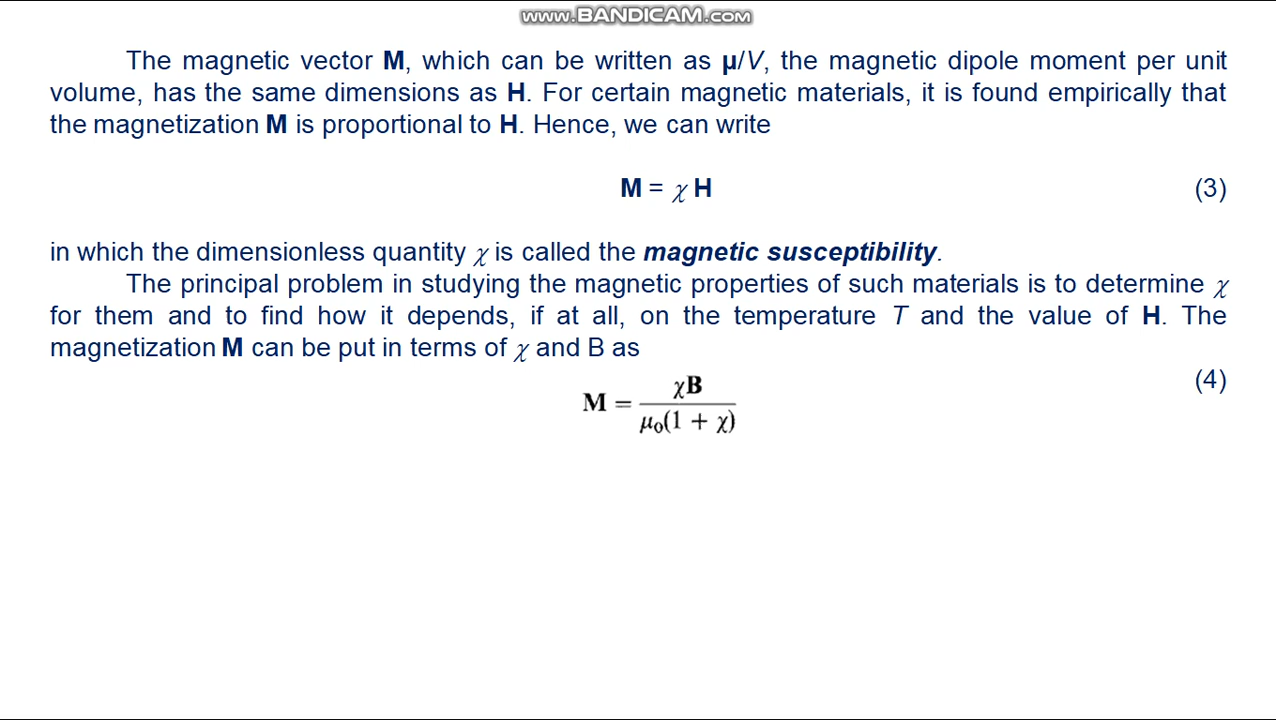 www.BANDICAM.com
The magnetic vector M, which can be written as μ/V, the magnetic dipole moment per unit
volume, has the same dimensions as H. For certain magnetic materials, it is found empirically that
the magnetization M is proportional to H. Hence, we can write
M = χ H (3)
in which the dimensionless quantity χ is called the magnetic susceptibility.
The principal problem in studying the magnetic properties of such materials is to determine χ
for them and to find how it depends, if at all, on the temperature T and the value of H. The
magnetization M can be put in terms of χ and B as
M = χB / μ₀(1 + χ) (4)